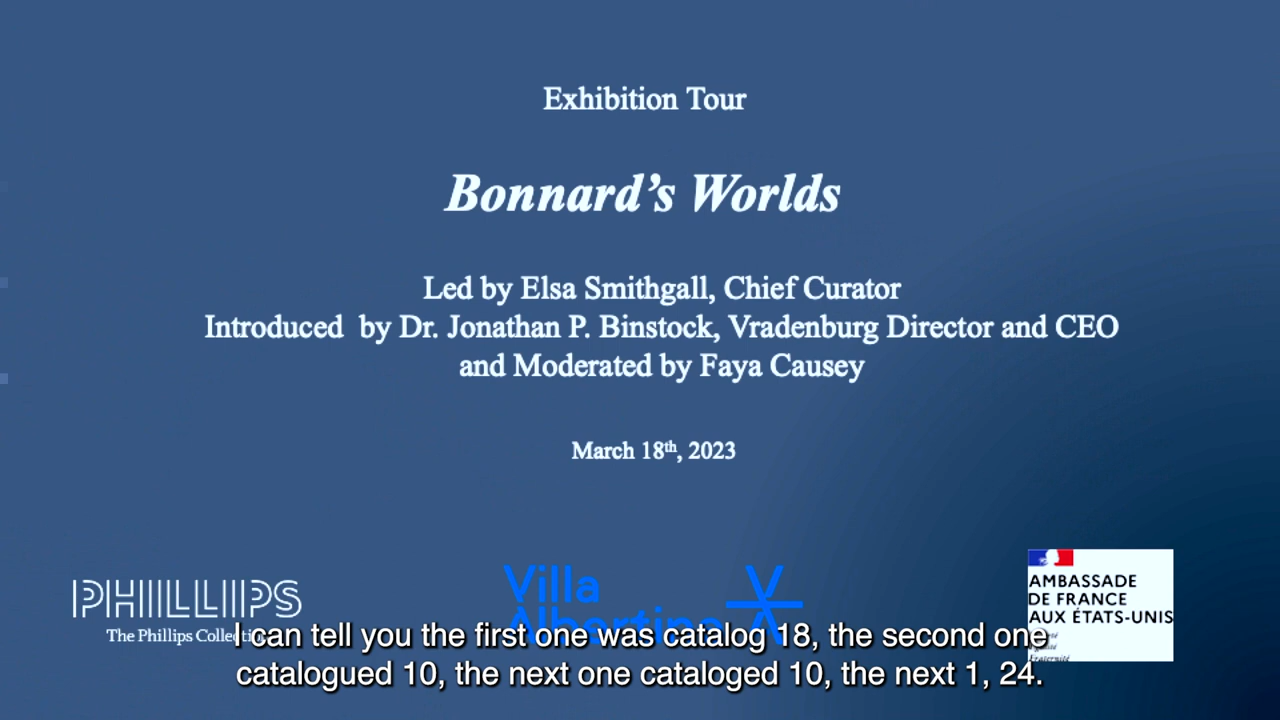 Exhibition Tour
Bonnard's Worlds
Led by Elsa Smithgall, Chief Curator
Introduced by Dr. Jonathan P. Binstock, Vradenburg Director and CEO
and Moderated by Faya Causey
March 18th, 2023
PHILLIPS
The Phillips Collection
Villa
Albertine
AMBASSADE
DE FRANCE
AUX ÉTATS-UNIS
Fraternité
I can tell you the first one was catalog 18, the second one
catalogued 10, the next one cataloged 10, the next 1, 24.